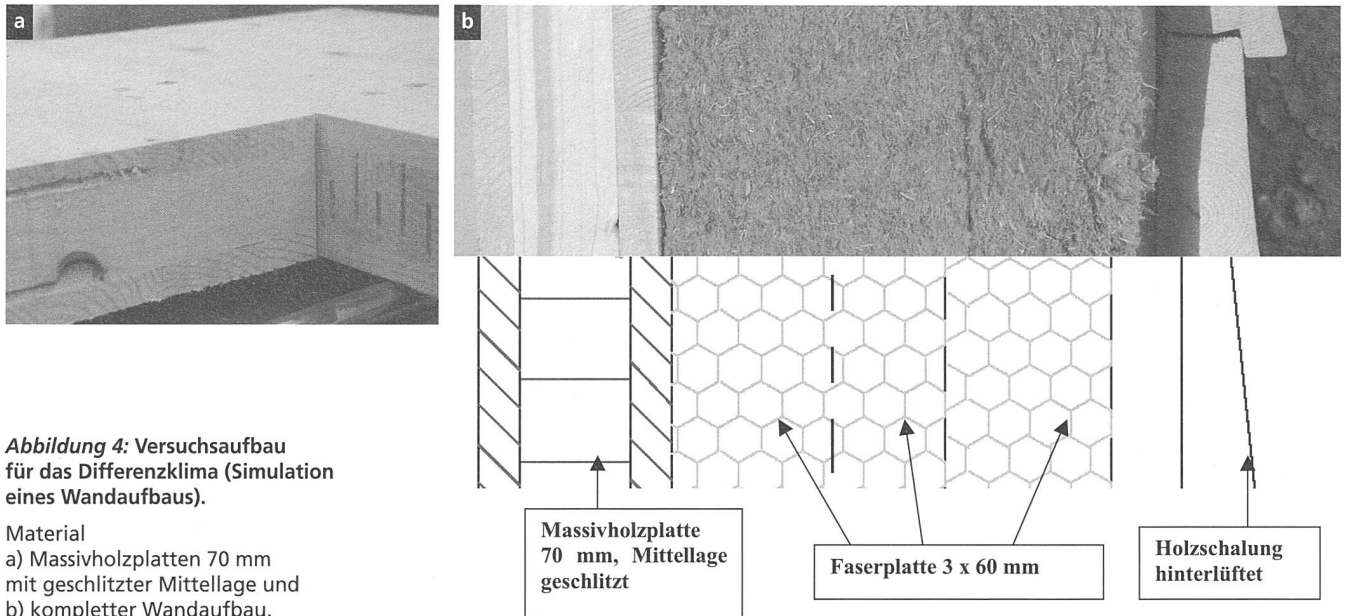 a
b
Abbildung 4: Versuchsaufbau
für das Differenzklima (Simulation
eines Wandaufbaus).
Material
a) Massivholzplatten 70 mm
mit geschlitzter Mittellage und
b) kompletter Wandaufbau.
Massivholzplatte
70 mm, Mittellage
geschlitzt
Faserplatte 3 x 60 mm
Holzschalung
hinterlüftet